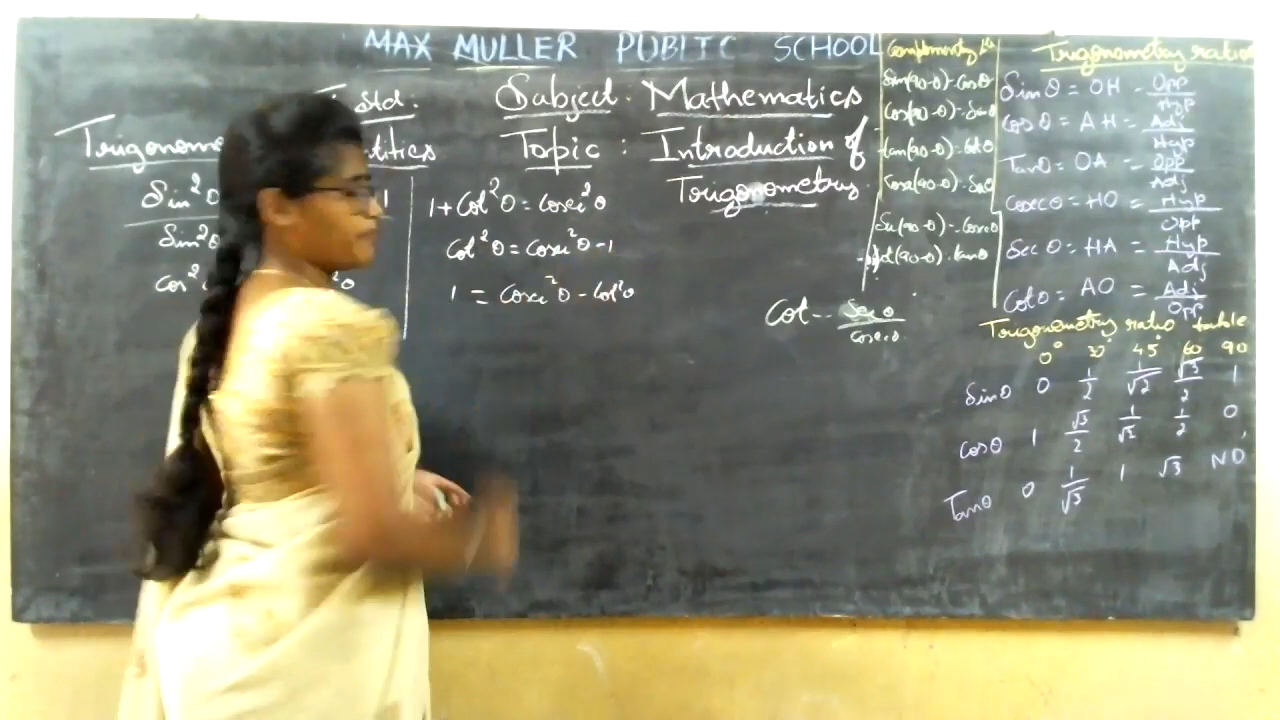 MAX MULLER PUBLIC SCHOOL
Std:
Subject: Mathematics
Topic: Introduction of
Trigonometry
1 + Cot²θ = Cosec²θ
Cot²θ = Cosec²θ - 1
1 = Cosec²θ - Cot²θ
Sin²θ
Sin²θ
Cos²
Sin(90-θ) - Cosθ
Cos(90-θ) - Sinθ
tan(90-θ) - Cotθ
Cosec(90-θ) - Secθ
Sec(90-θ) - Cosecθ
Cot(90-θ) - tanθ
Cot - Secθ / Cosecθ
Trigonometry ratio
Sinθ = OH - Opp/Hyp
Cosθ = AH = Adj/Hyp
Tanθ = OA = Opp/Adj
Cosecθ = HO = Hyp/Opp
Secθ = HA = Hyp/Adj
Cotθ = AO = Adj/Opp
Trigonometry ratio table
0° 30° 45° 60 90
Sinθ 0 1/2 1/√2 √3/2 1
Cosθ 1 √3/2 1/√2 1/2 0
Tanθ 0 1/√3 1 √3 ND